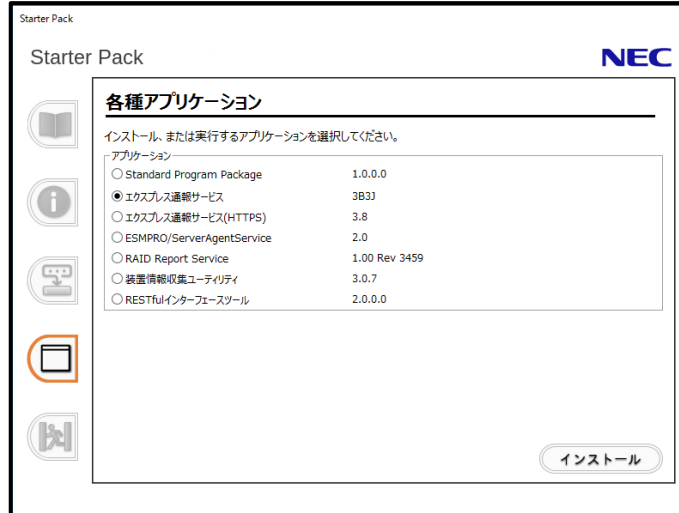 Starter Pack
Starter Pack NEC
各種アプリケーション
インストール、または実行するアプリケーションを選択してください。
アプリケーション
Standard Program Package 1.0.0.0
エクスプレス通報サービス 3B3J
エクスプレス通報サービス(HTTPS) 3.8
ESMPRO/ServerAgentService 2.0
RAID Report Service 1.00 Rev 3459
装置情報収集ユーティリティ 3.0.7
RESTfulインターフェースツール 2.0.0.0
インストール